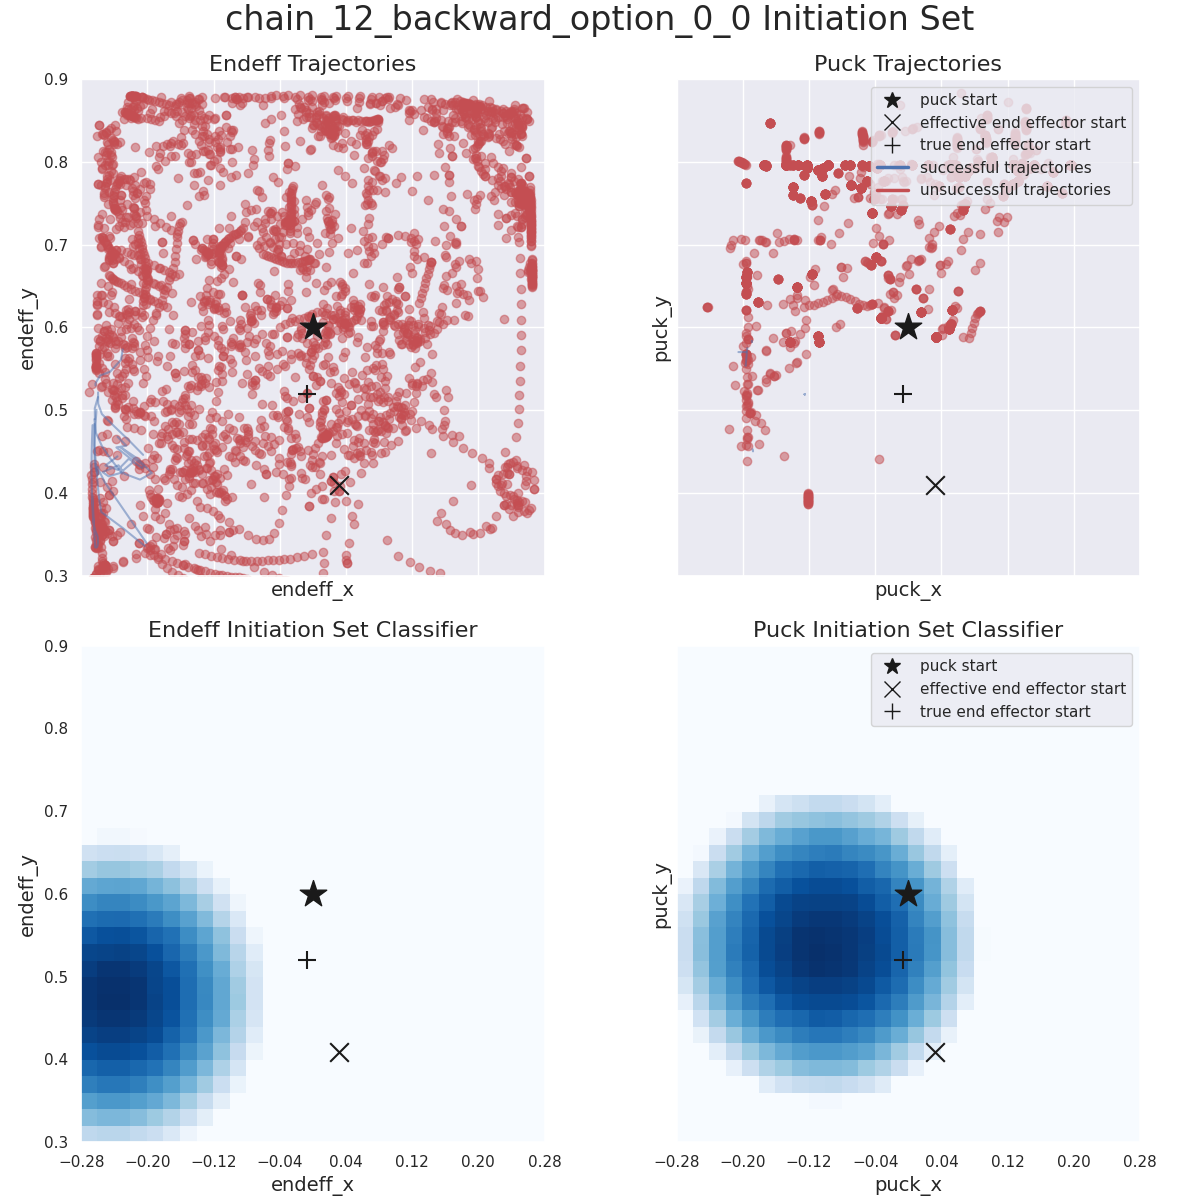 chain_12_backward_option_0_0 Initiation Set
Endeff Trajectories
0.9
0.8
0.7
0.6
0.5
0.4
0.3
endeff_y
endeff_x
Puck Trajectories
puck start
effective end effector start
true end effector start
successful trajectories
unsuccessful trajectories
puck_y
puck_x
Endeff Initiation Set Classifier
0.9
0.8
0.7
0.6
0.5
0.4
0.3
endeff_y
−0.28 −0.20 −0.12 −0.04 0.04 0.12 0.20 0.28
endeff_x
Puck Initiation Set Classifier
puck start
effective end effector start
true end effector start
puck_y
−0.28 −0.20 −0.12 −0.04 0.04 0.12 0.20 0.28
puck_x